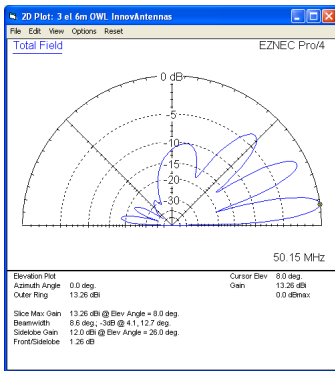 2D Plot: 3 el 6m OWL InnovAntennas
File Edit View Options Reset
Total Field
EZNEC Pro/4
0 dB
-5
-10
-15
-20
-30
50.15 MHz
Elevation Plot
Azimuth Angle 0.0 deg.
Outer Ring 13.26 dBi
Cursor Elev 8.0 deg.
Gain 13.26 dBi
0.0 dBmax
Slice Max Gain 13.26 dBi @ Elev Angle = 8.0 deg.
Beamwidth 8.6 deg.; -3dB @ 4.1, 12.7 deg.
Sidelobe Gain 12.0 dBi @ Elev Angle = 26.0 deg.
Front/Sidelobe 1.26 dB